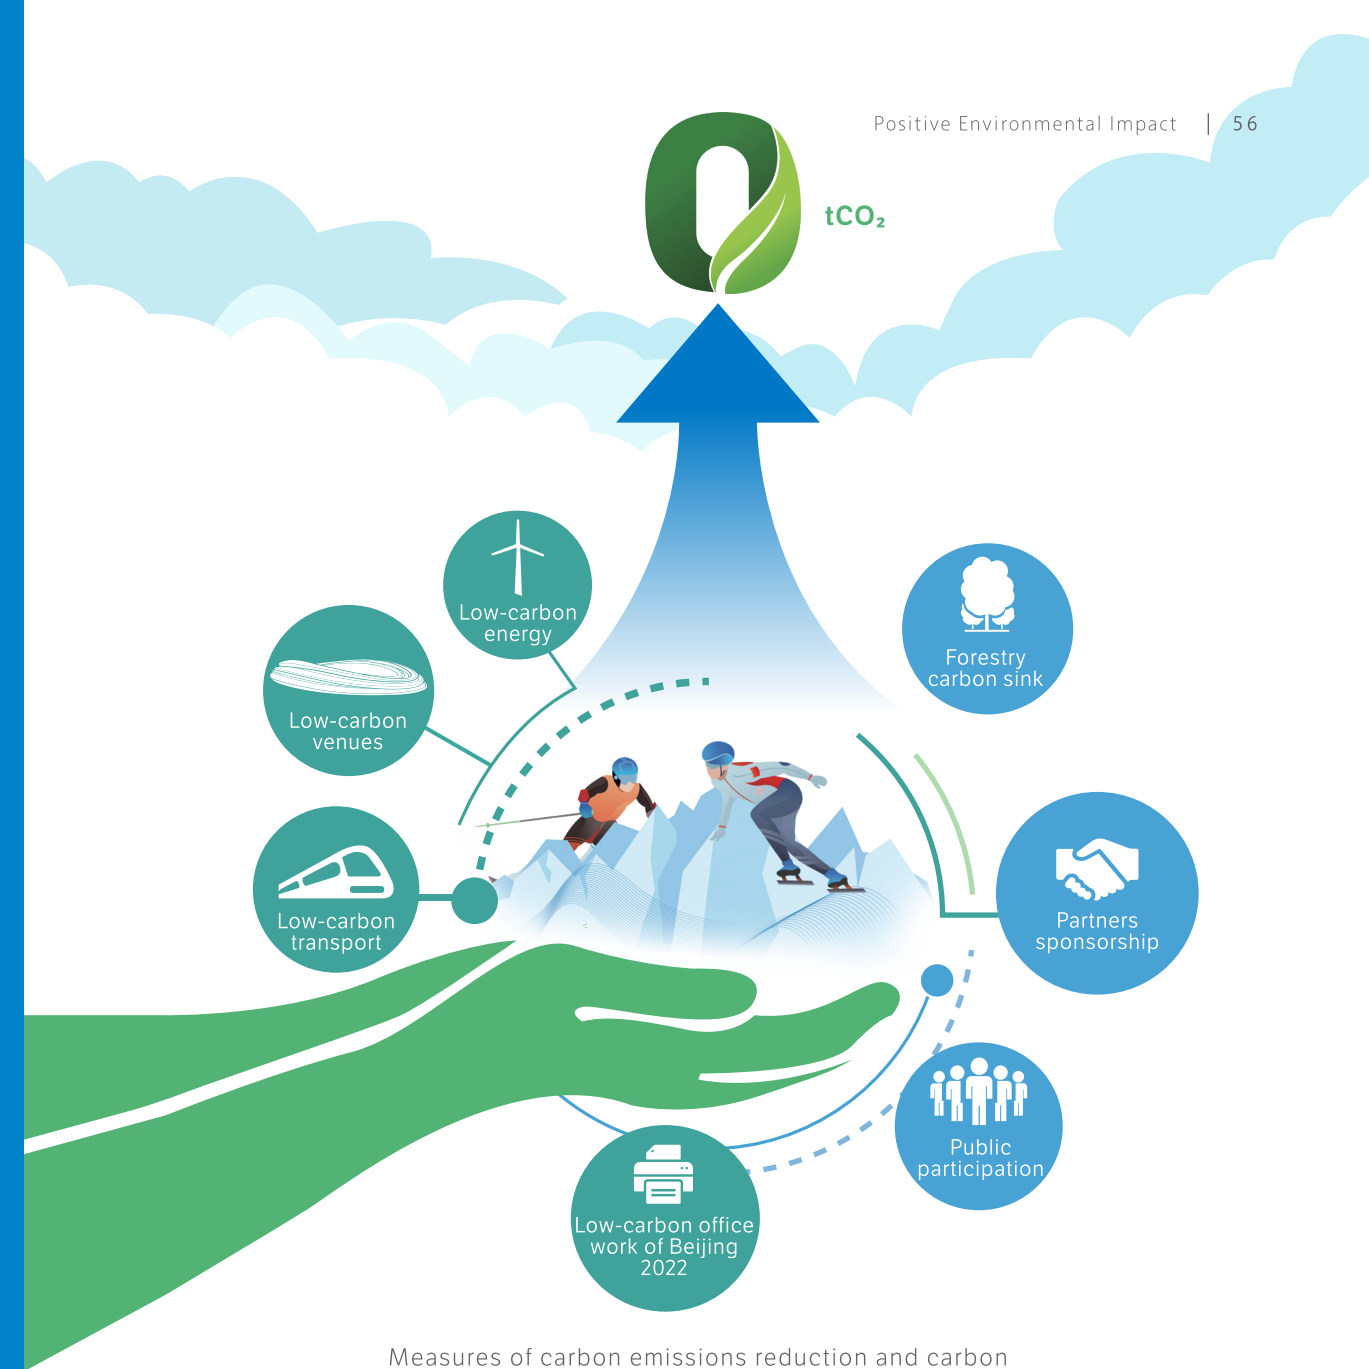 Positive Environmental Impact | 56
0 tCO₂
Low-carbon
energy
Forestry
carbon sink
Low-carbon
venues
Low-carbon
transport
Partners
sponsorship
Public
participation
Low-carbon office
work of Beijing
2022
Measures of carbon emissions reduction and carbon